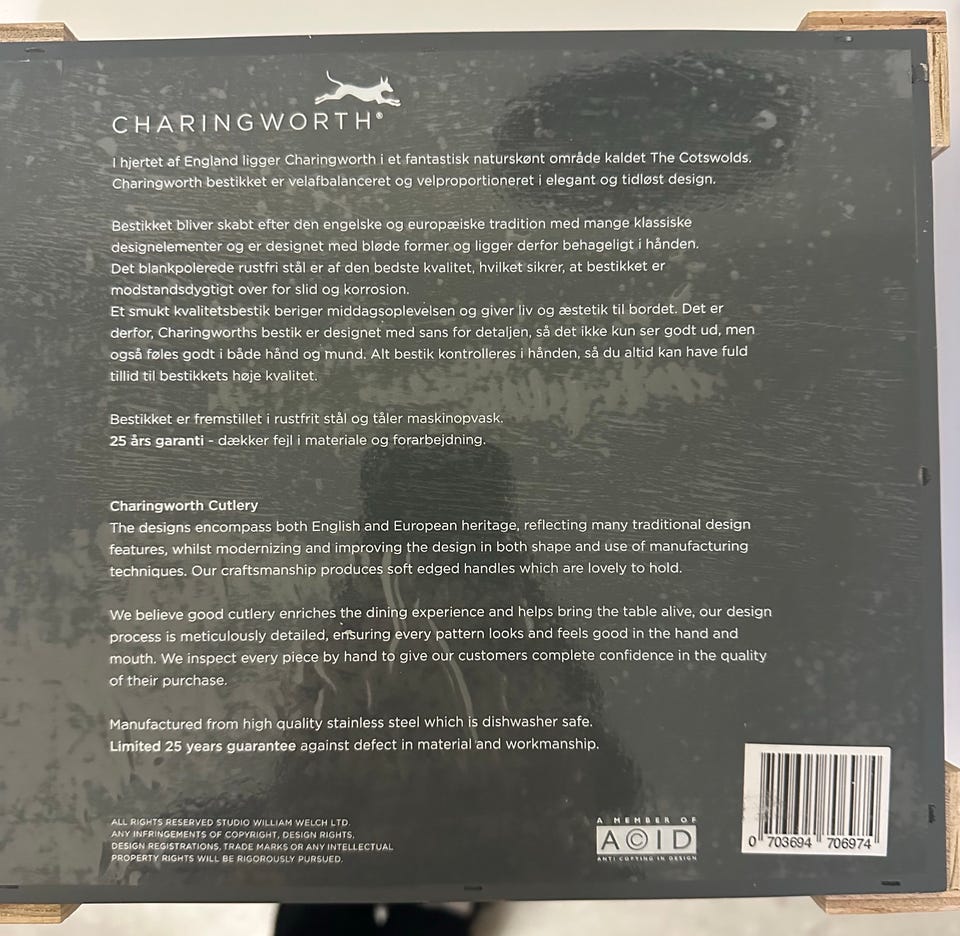 CHARINGWORTH®
I hjertet af England ligger Charingworth i et fantastisk naturskønt område kaldet The Cotswolds.
Charingworth bestikket er velafbalanceret og velproportioneret i elegant og tidløst design.
Bestikket bliver skabt efter den engelske og europæiske tradition med mange klassiske
designelementer og er designet med bløde former og ligger derfor behageligt i hånden.
Det blankpolerede rustfri stål er af den bedste kvalitet, hvilket sikrer, at bestikket er
modstandsdygtigt over for slid og korrosion.
Et smukt kvalitetsbestik beriger middagsoplevelsen og giver liv og æstetik til bordet. Det er
derfor, Charingworths bestik er designet med sans for detaljen, så det ikke kun ser godt ud, men
også føles godt i både hånd og mund. Alt bestik kontrolleres i hånden, så du altid kan have fuld
tillid til bestikkets høje kvalitet.
Bestikket er fremstillet i rustfrit stål og tåler maskinopvask.
25 års garanti - dækker fejl i materiale og forarbejdning.
Charingworth Cutlery
The designs encompass both English and European heritage, reflecting many traditional design
features, whilst modernizing and improving the design in both shape and use of manufacturing
techniques. Our craftsmanship produces soft edged handles which are lovely to hold.
We believe good cutlery enriches the dining experience and helps bring the table alive, our design
process is meticulously detailed, ensuring every pattern looks and feels good in the hand and
mouth. We inspect every piece by hand to give our customers complete confidence in the quality
of their purchase.
Manufactured from high quality stainless steel which is dishwasher safe.
Limited 25 years guarantee against defect in material and workmanship.
ALL RIGHTS RESERVED STUDIO WILLIAM WELCH LTD.
ANY INFRINGEMENTS OF COPYRIGHT, DESIGN RIGHTS,
DESIGN REGISTRATIONS, TRADE MARKS OR ANY INTELLECTUAL
PROPERTY RIGHTS WILL BE RIGOROUSLY PURSUED.
A MEMBER OF
A©ID
ANTI COPYING IN DESIGN
0 703694 706974